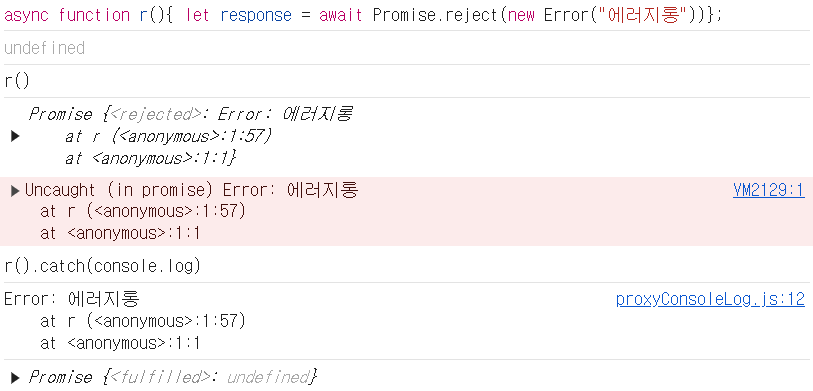 async function r(){ let response = await Promise.reject(new Error("에러지롱"))};
undefined
r()
Promise {<rejected>: Error: 에러지롱
at r (<anonymous>:1:57)
at <anonymous>:1:1}
Uncaught (in promise) Error: 에러지롱 VM2129:1
at r (<anonymous>:1:57)
at <anonymous>:1:1
r().catch(console.log)
Error: 에러지롱 proxyConsoleLog.js:12
at r (<anonymous>:1:57)
at <anonymous>:1:1
Promise {<fulfilled>: undefined}